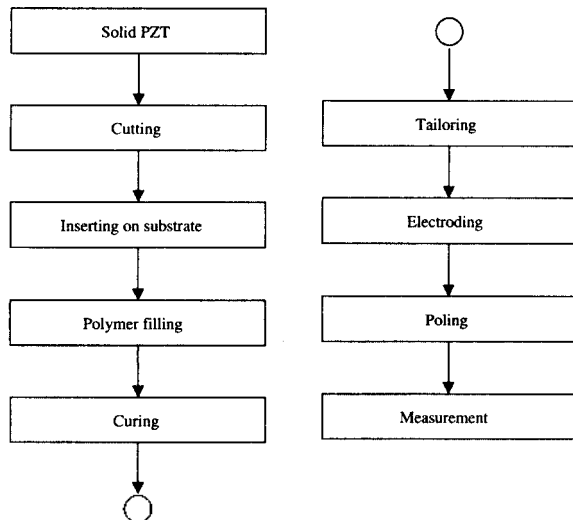 Solid PZT
Cutting
Inserting on substrate
Polymer filling
Curing
Tailoring
Electroding
Poling
Measurement